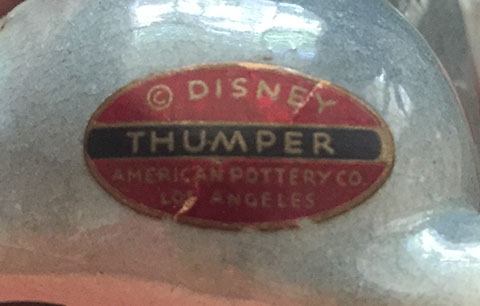 © DISNEY
THUMPER
AMERICAN POTTERY CO.
LOS ANGELES